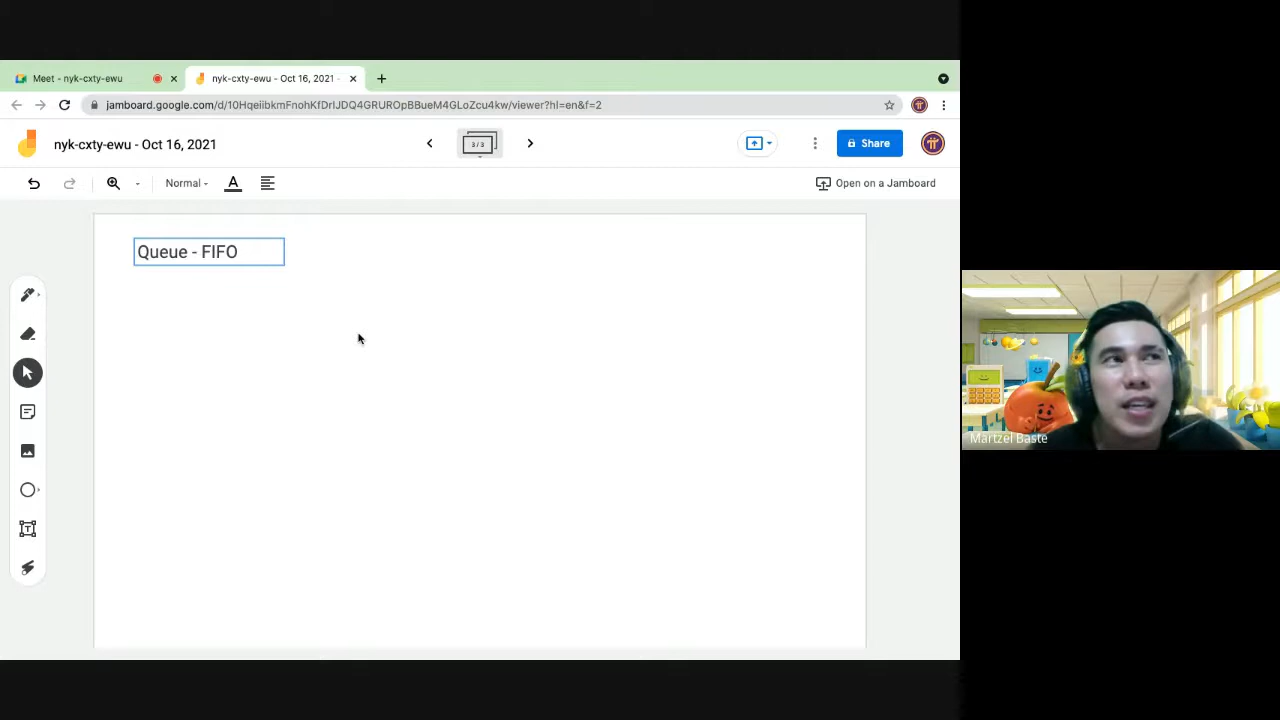 Meet - nyk-cxty-ewu
nyk-cxty-ewu - Oct 16, 2021 -
jamboard.google.com/d/10HqeiibkmFnohKfDrIJDQ4GRUROpBBueM4GLoZcu4kw/viewer?hl=en&f=2
nyk-cxty-ewu - Oct 16, 2021
3 / 3
Share
Normal
A
Open on a Jamboard
Queue - FIFO
T
Martzel Baste